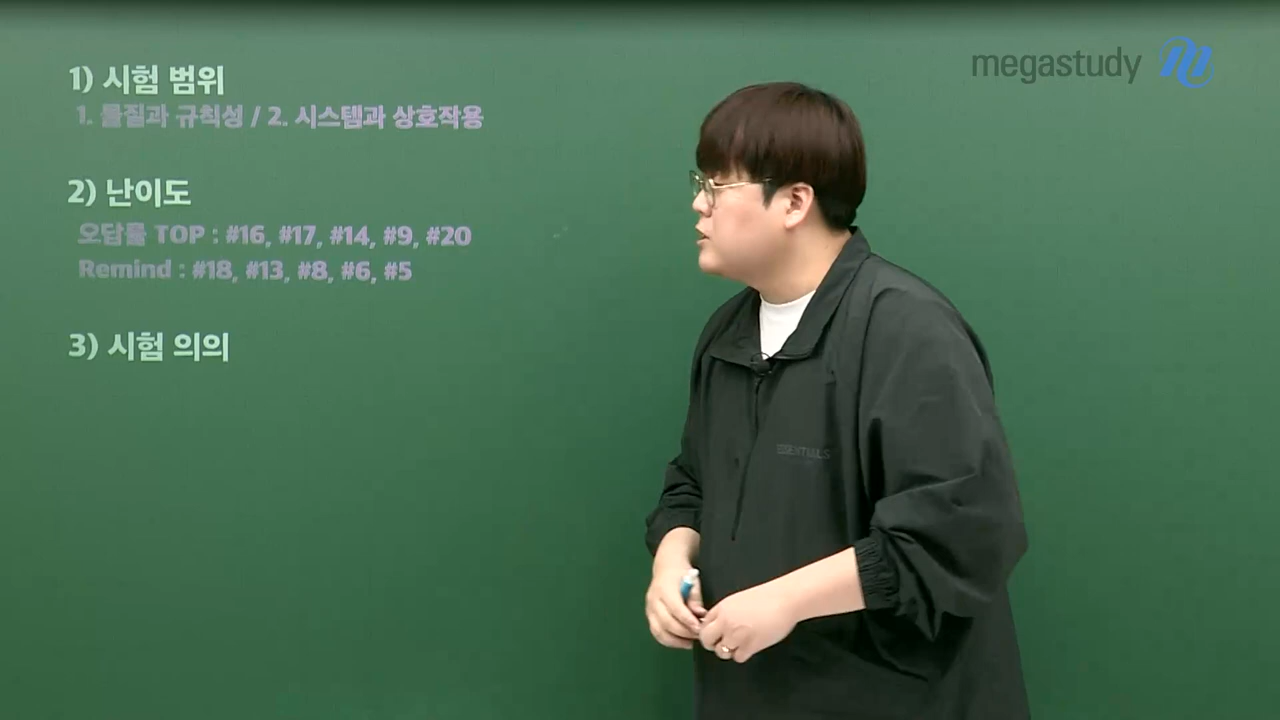 megastudy
1) 시험 범위
1. 물질과 규칙성 / 2. 시스템과 상호작용
2) 난이도
오답률 TOP : #16, #17, #14, #9, #20
Remind : #18, #13, #8, #6, #5
3) 시험 의의
ESSENTIALS